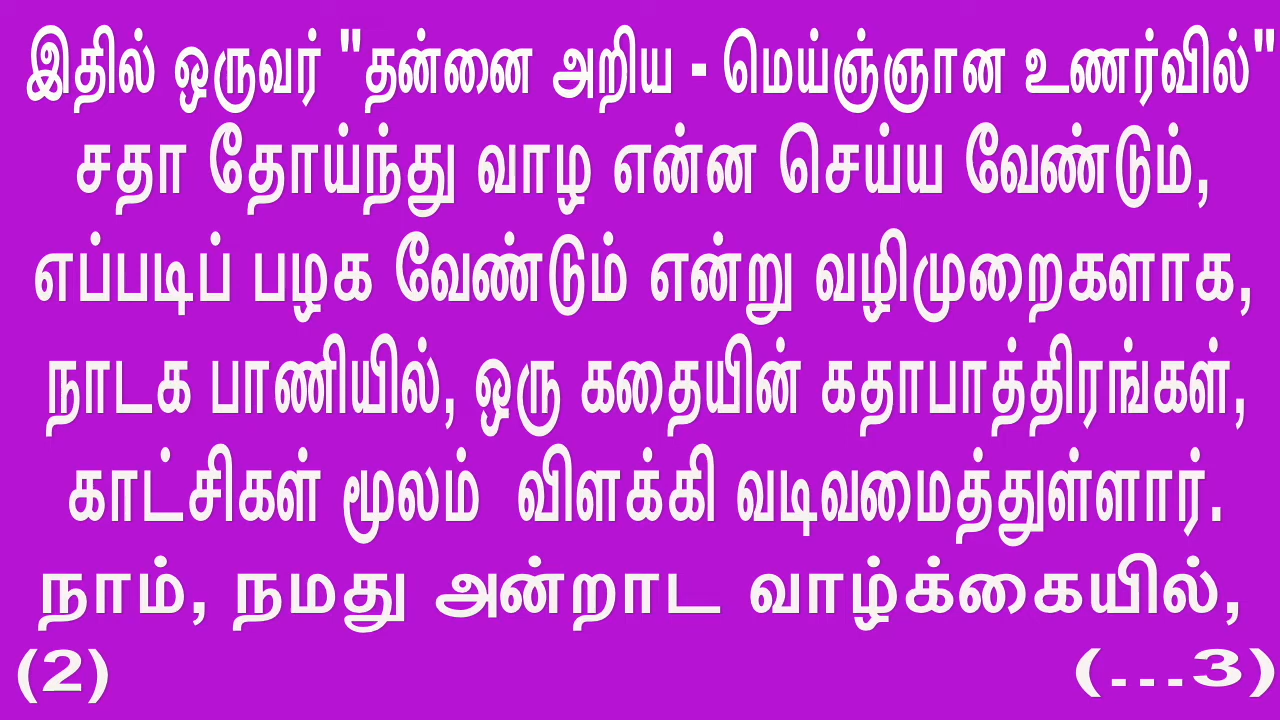 இதில் ஒருவர் "தன்னை அறிய - மெய்ஞ்ஞான உணர்வில்"
சதா தோய்ந்து வாழ என்ன செய்ய வேண்டும்,
எப்படிப் பழக வேண்டும் என்று வழிமுறைகளாக,
நாடக பாணியில், ஒரு கதையின் கதாபாத்திரங்கள்,
காட்சிகள் மூலம் விளக்கி வடிவமைத்துள்ளார்.
நாம், நமது அன்றாட வாழ்க்கையில்,
(2) (...3)